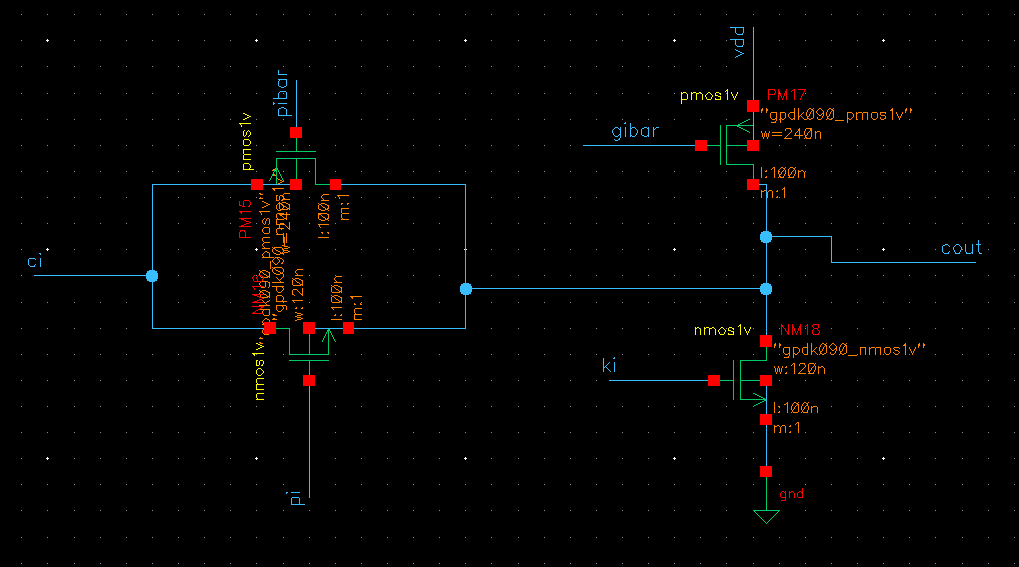 vdd
pibar
pmos1v
PM17
"gpdk090_pmos1v"
w=240n
gibar
l:100n
m:1
pmos1v
PM15
"gpdk090_pmos1v"
w=240n
l:100n
m:1
ci
cout
NM16
"gpdk090_nmos1v"
w:120n
l:100n
m:1
nmos1v
pi
nmos1v
NM18
"gpdk090_nmos1v"
w:120n
ki
l:100n
m:1
gnd